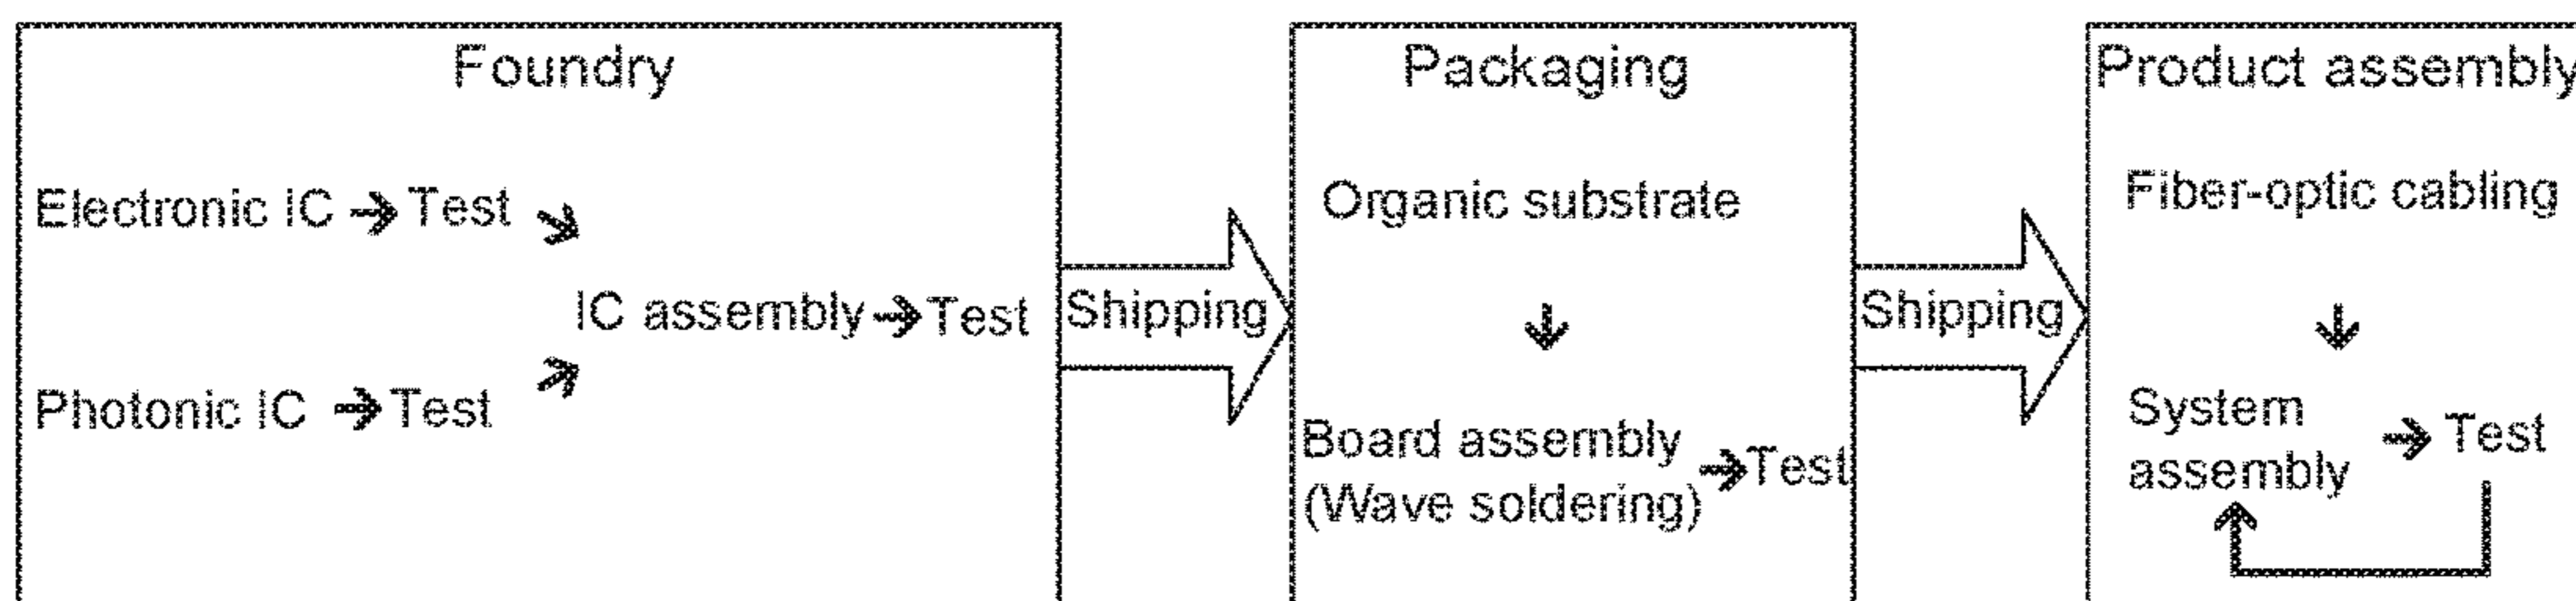 Foundry
Electronic IC → Test
Photonic IC → Test
IC assembly → Test
Shipping
Packaging
Organic substrate
Board assembly
(Wave soldering) → Test
Shipping
Product assembly
Fiber-optic cabling
System
assembly → Test